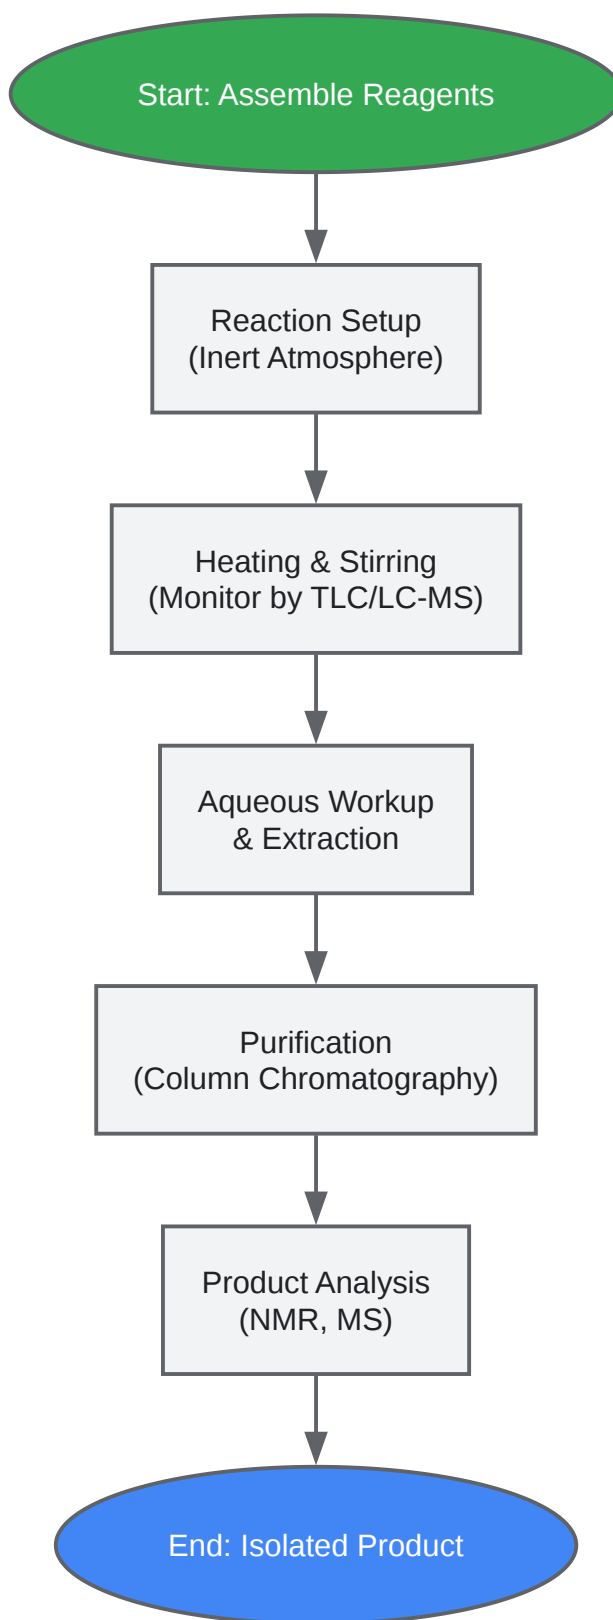 Start: Assemble Reagents
Reaction Setup
(Inert Atmosphere)
Heating & Stirring
(Monitor by TLC/LC-MS)
Aqueous Workup
& Extraction
Purification
(Column Chromatography)
Product Analysis
(NMR, MS)
End: Isolated Product